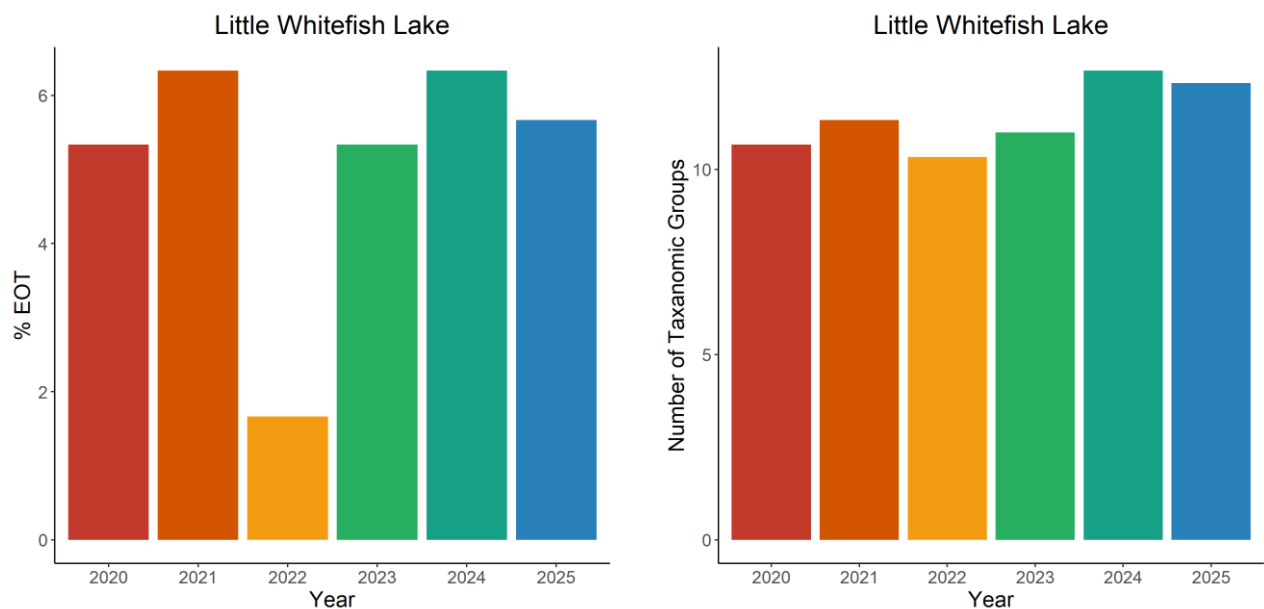 Little Whitefish Lake
% EOT
6
4
2
0
2020 2021 2022 2023 2024 2025
Year
Little Whitefish Lake
Number of Taxanomic Groups
10
5
0
2020 2021 2022 2023 2024 2025
Year